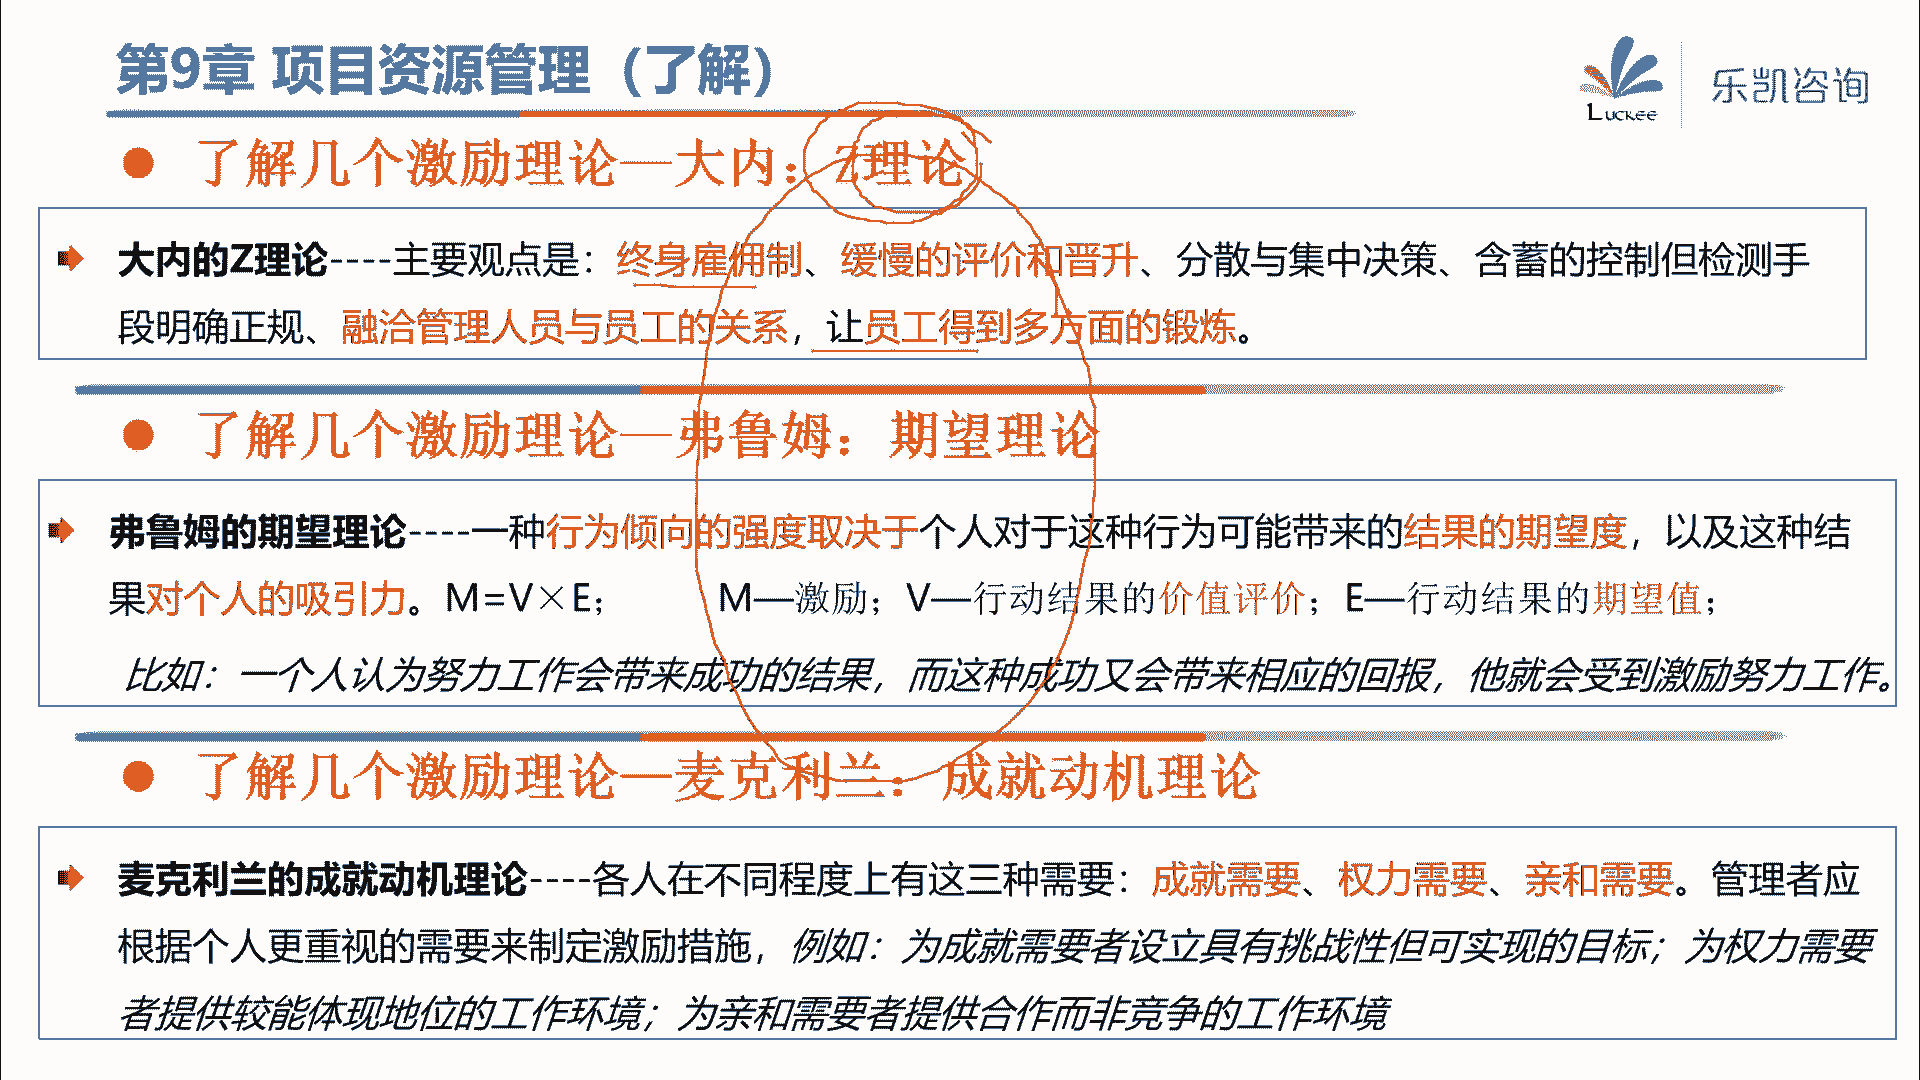 第9章 项目资源管理（了解）
LUCKEE
乐凯咨询
● 了解几个激励理论—大内：Z理论
大内的Z理论----主要观点是：终身雇佣制、缓慢的评价和晋升、分散与集中决策、含蓄的控制但检测手
段明确正规、融洽管理人员与员工的关系，让员工得到多方面的锻炼。
● 了解几个激励理论—弗鲁姆：期望理论
弗鲁姆的期望理论----一种行为倾向的强度取决于个人对于这种行为可能带来的结果的期望度，以及这种结
果对个人的吸引力。M=V×E；　　M—激励；V—行动结果的价值评价；E—行动结果的期望值；
比如：一个人认为努力工作会带来成功的结果，而这种成功又会带来相应的回报，他就会受到激励努力工作。
● 了解几个激励理论—麦克利兰：成就动机理论
麦克利兰的成就动机理论----各人在不同程度上有这三种需要：成就需要、权力需要、亲和需要。管理者应
根据个人更重视的需要来制定激励措施，例如：为成就需要者设立具有挑战性但可实现的目标；为权力需要
者提供较能体现地位的工作环境；为亲和需要者提供合作而非竞争的工作环境